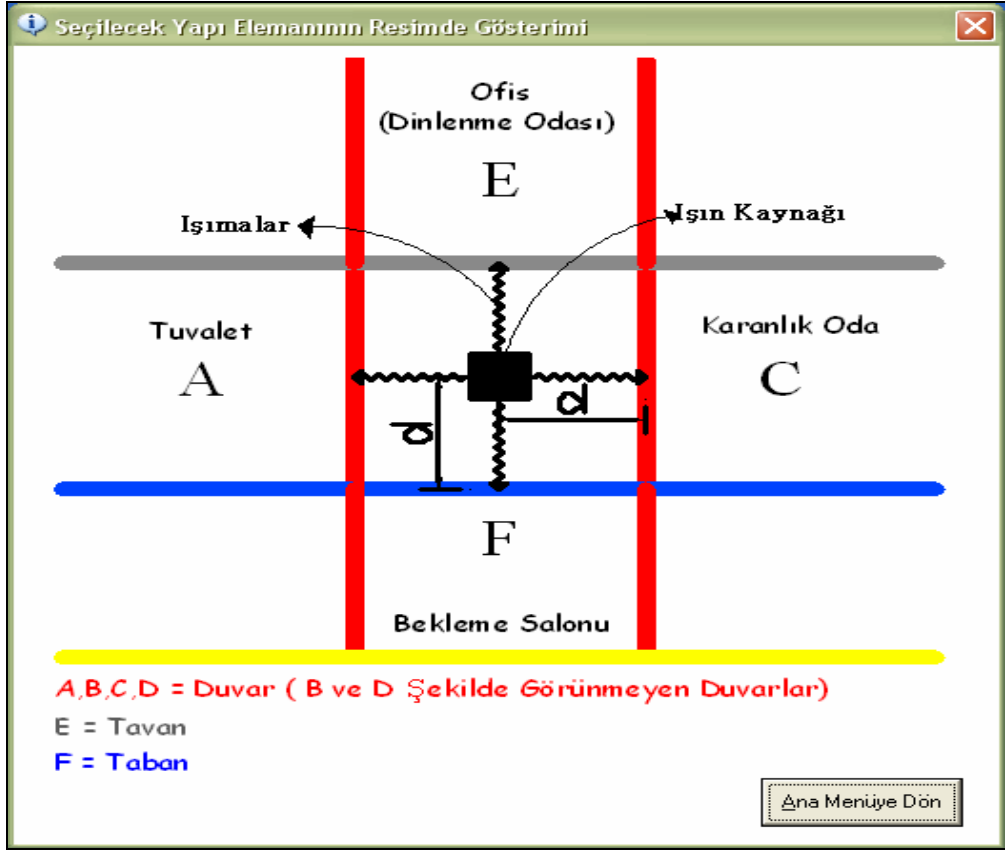 Seçilecek Yapı Elemanının Resimde Gösterimi
Ofis
(Dinlenme Odası)
E
Işımalar
Işın Kaynağı
Tuvalet
A
Karanlık Oda
C
d
d
F
Bekleme Salonu
A,B,C,D = Duvar ( B ve D Şekilde Görünmeyen Duvarlar)
E = Tavan
F = Taban
Ana Menüye Dön